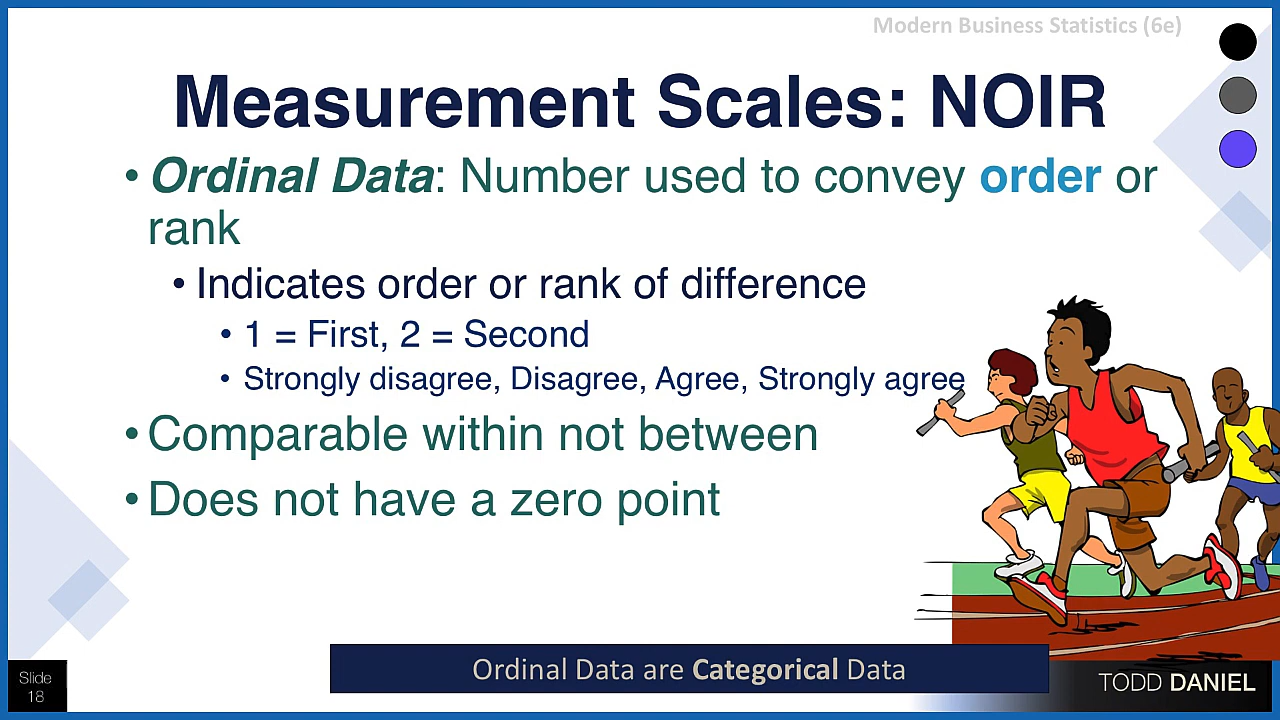 Modern Business Statistics (6e)
Measurement Scales: NOIR
• Ordinal Data: Number used to convey order or
rank
• Indicates order or rank of difference
• 1 = First, 2 = Second
• Strongly disagree, Disagree, Agree, Strongly agree
• Comparable within not between
• Does not have a zero point
Ordinal Data are Categorical Data
Slide
18
TODD DANIEL